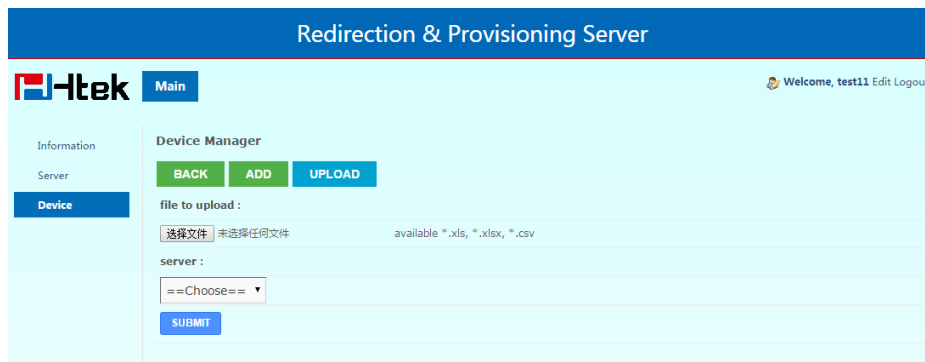 Redirection & Provisioning Server
Htek
Main
Welcome, test11 Edit Logou
Information
Server
Device
Device Manager
BACK ADD UPLOAD
file to upload :
选择文件 未选择任何文件 available *.xls, *.xlsx, *.csv
server :
==Choose==
SUBMIT